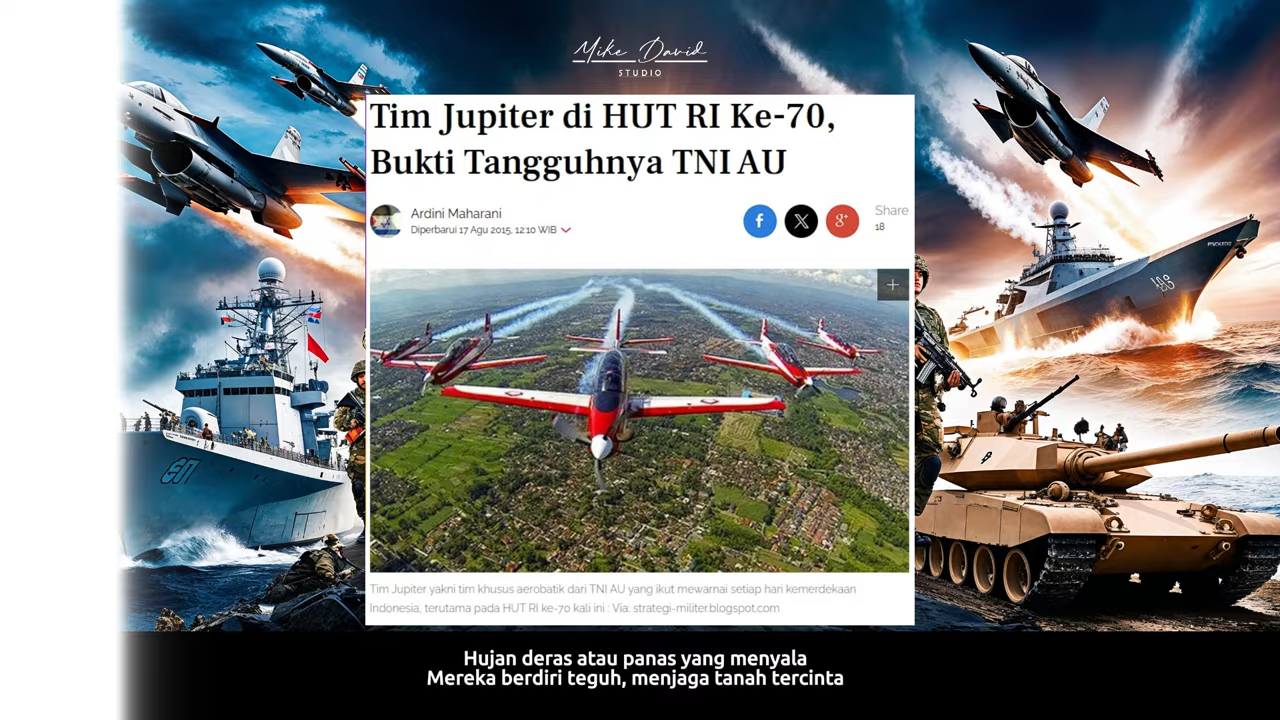 Mike David
STUDIO
Tim Jupiter di HUT RI Ke-70,
Bukti Tangguhnya TNI AU
Ardini Maharani
Diperbarui 17 Agu 2015, 12:10 WIB
Share
18
Tim Jupiter yakni tim khusus aerobatik dari TNI AU yang ikut mewarnai setiap hari kemerdekaan
Indonesia, terutama pada HUT RI ke-70 kali ini : Via: strategi-militer.blogspot.com
Hujan deras atau panas yang menyala
Mereka berdiri teguh, menjaga tanah tercinta